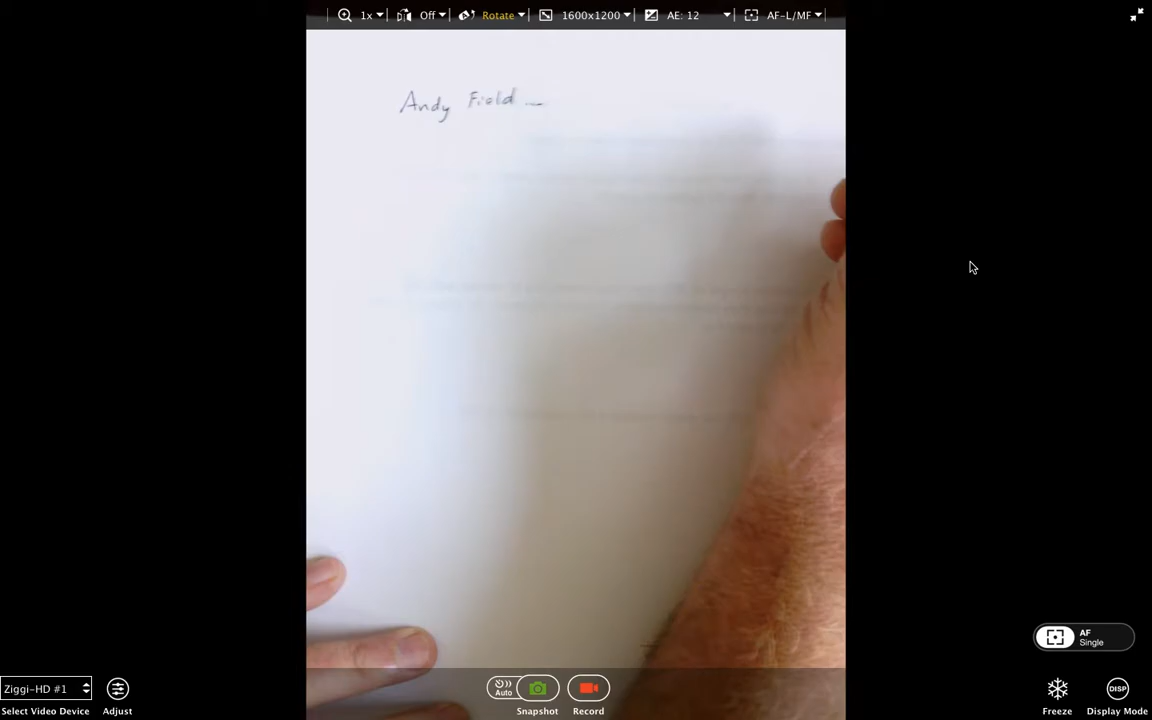 1x Off Rotate 1600x1200 AE: 12 AF-L/MF
Andy Field —
AF
Single
Ziggi-HD #1
Select Video Device
Adjust
Auto
Snapshot
Record
Freeze
DISP
Display Mode